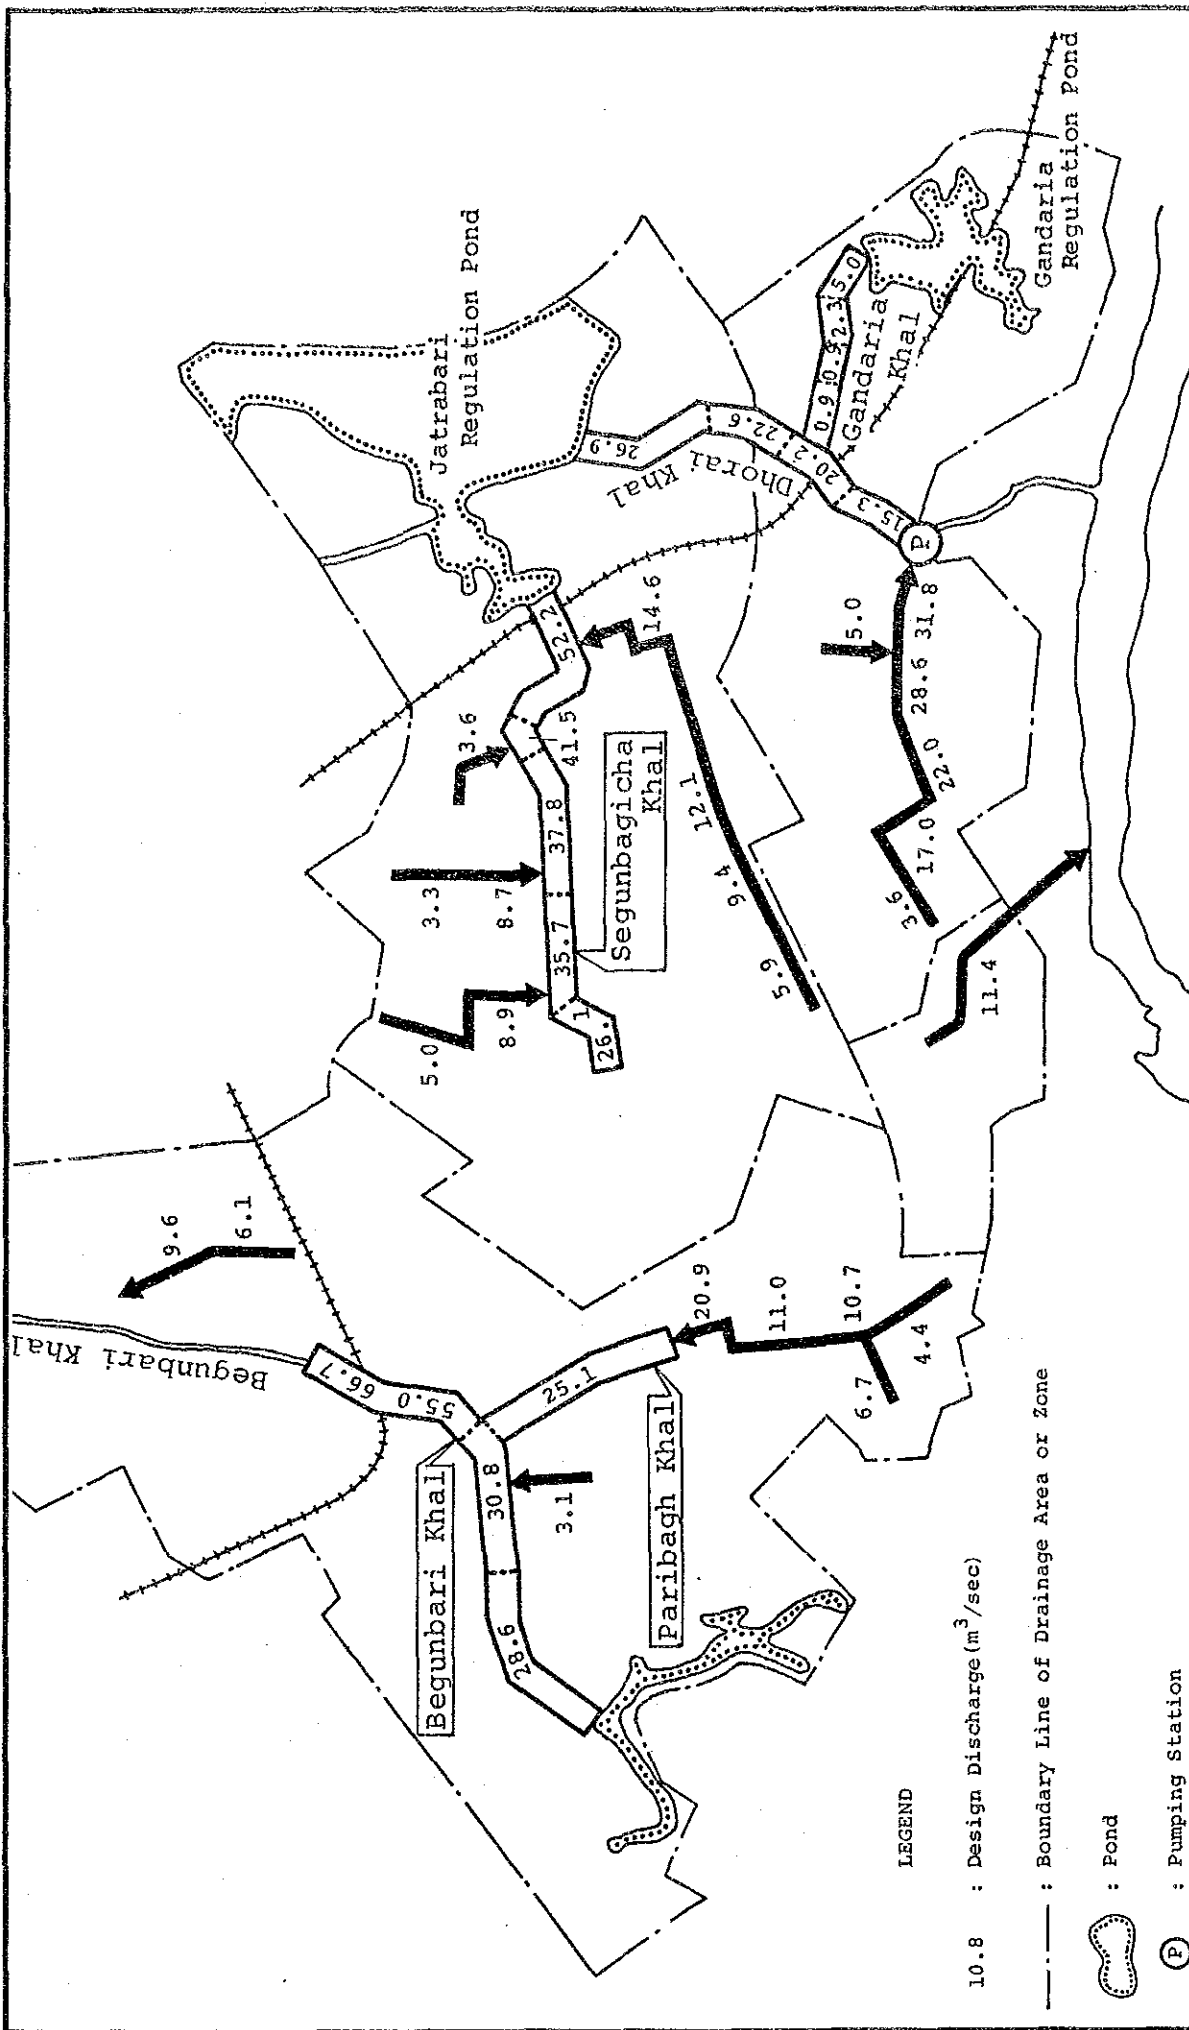 Begunbari Khal
9.6
6.1
66.7
55.0
Begunbari Khal
30.8
28.6
3.1
25.1
Paribagh Khal
20.9
11.0
10.7
6.7
4.4
5.0
8.9
3.3
8.7
3.6
26.1
35.7
37.8
41.5
52.2
Segunbagicha
Khal
Jatrabari
Regulation Pond
14.6
12.1
9.4
5.9
26.9
22.6
20.2
15.3
Dhorai Khal
0.9
0.9
2.3
5.0
Gandaria
Khal
Gandaria
Regulation Pond
P
5.0
31.8
28.6
22.0
17.0
3.6
11.4
LEGEND
10.8 : Design Discharge(m³/sec)
: Boundary Line of Drainage Area or Zone
: Pond
P : Pumping Station